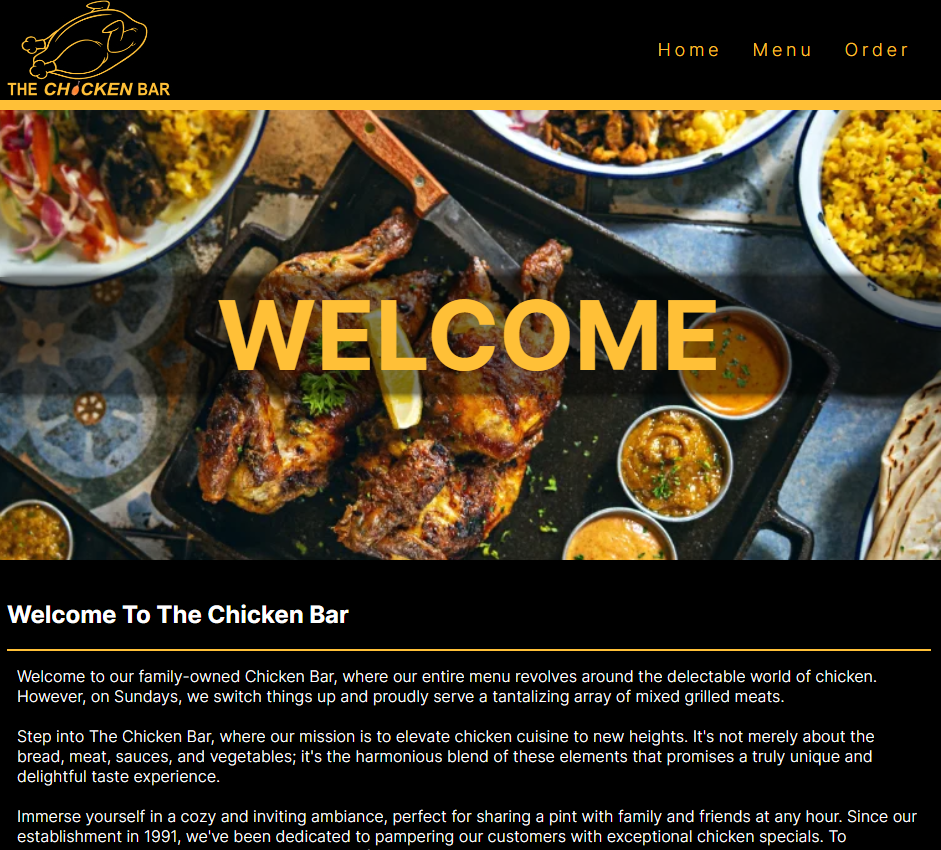 THE CHICKEN BAR
Home Menu Order
WELCOME
Welcome To The Chicken Bar
Welcome to our family-owned Chicken Bar, where our entire menu revolves around the delectable world of chicken.
However, on Sundays, we switch things up and proudly serve a tantalizing array of mixed grilled meats.
Step into The Chicken Bar, where our mission is to elevate chicken cuisine to new heights. It's not merely about the
bread, meat, sauces, and vegetables; it's the harmonious blend of these elements that promises a truly unique and
delightful taste experience.
Immerse yourself in a cozy and inviting ambiance, perfect for sharing a pint with family and friends at any hour. Since our
establishment in 1991, we've been dedicated to pampering our customers with exceptional chicken specials. To